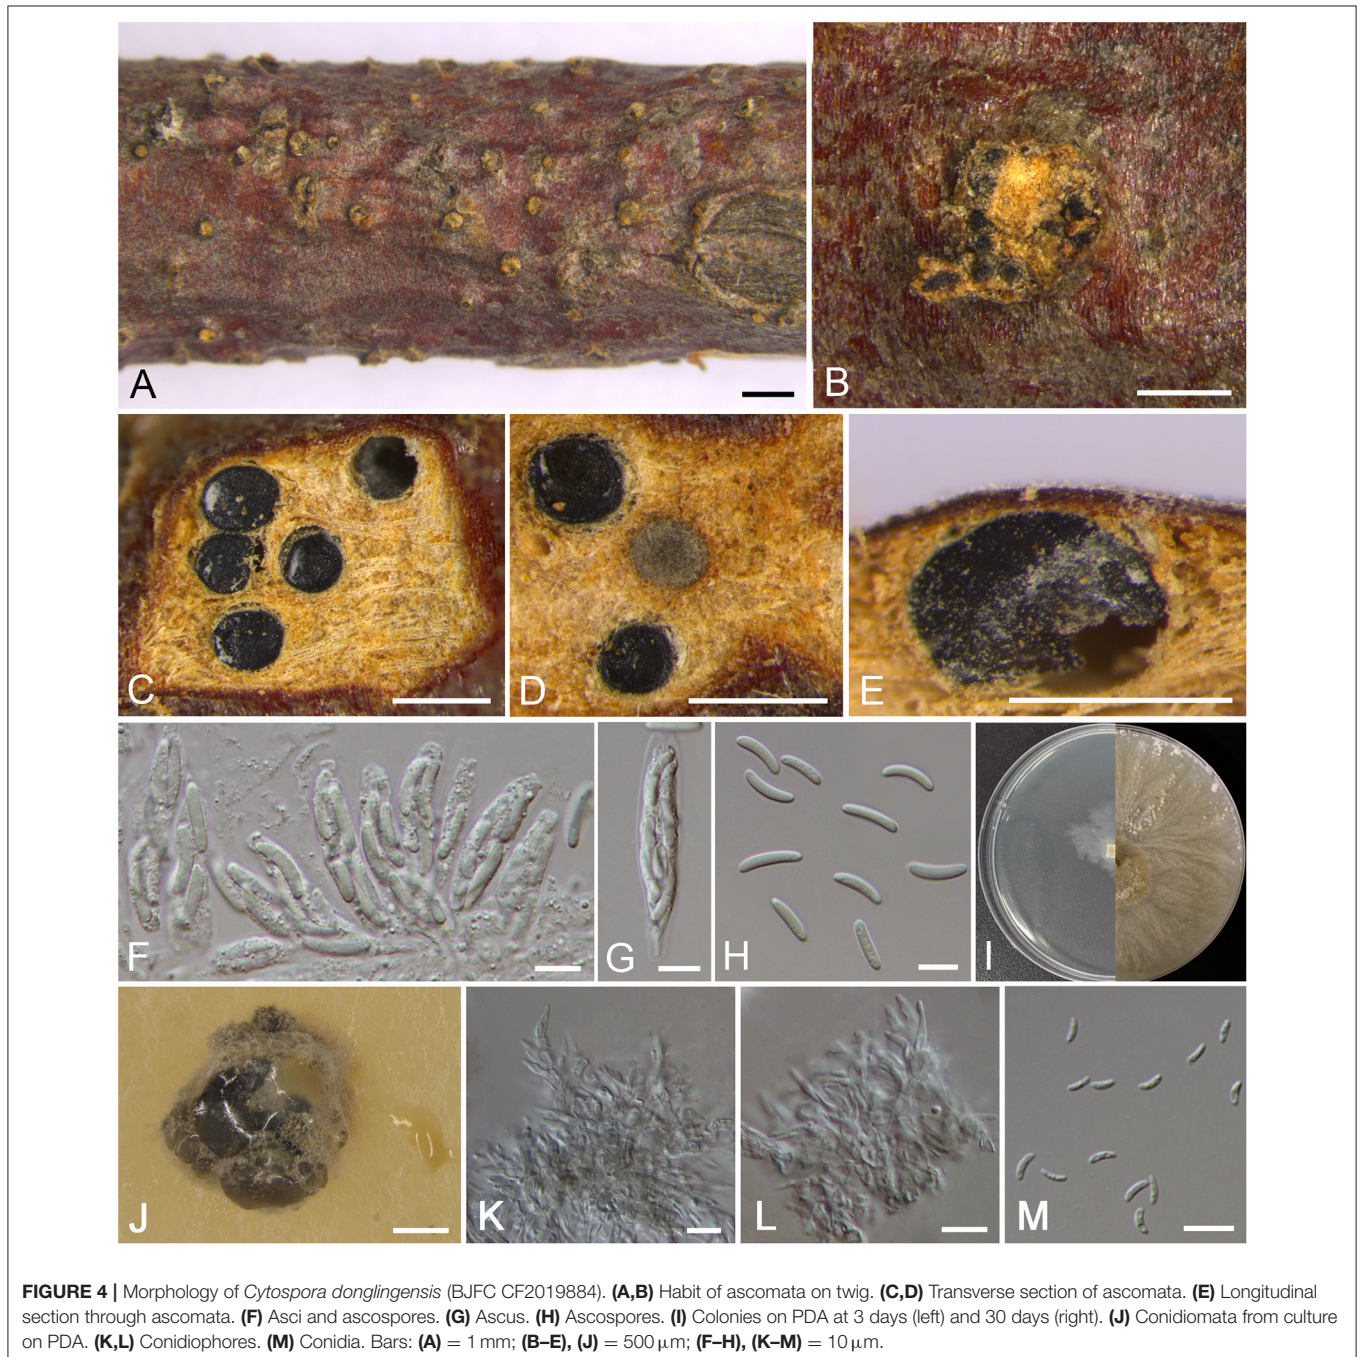 A
B
C
D
E
F
G
H
I
J
K
L
M
FIGURE 4 | Morphology of Cytospora donglingensis (BJFC CF2019884). (A,B) Habit of ascomata on twig. (C,D) Transverse section of ascomata. (E) Longitudinal
section through ascomata. (F) Asci and ascospores. (G) Ascus. (H) Ascospores. (I) Colonies on PDA at 3 days (left) and 30 days (right). (J) Conidiomata from culture
on PDA. (K,L) Conidiophores. (M) Conidia. Bars: (A) = 1 mm; (B–E), (J) = 500 μm; (F–H), (K–M) = 10 μm.